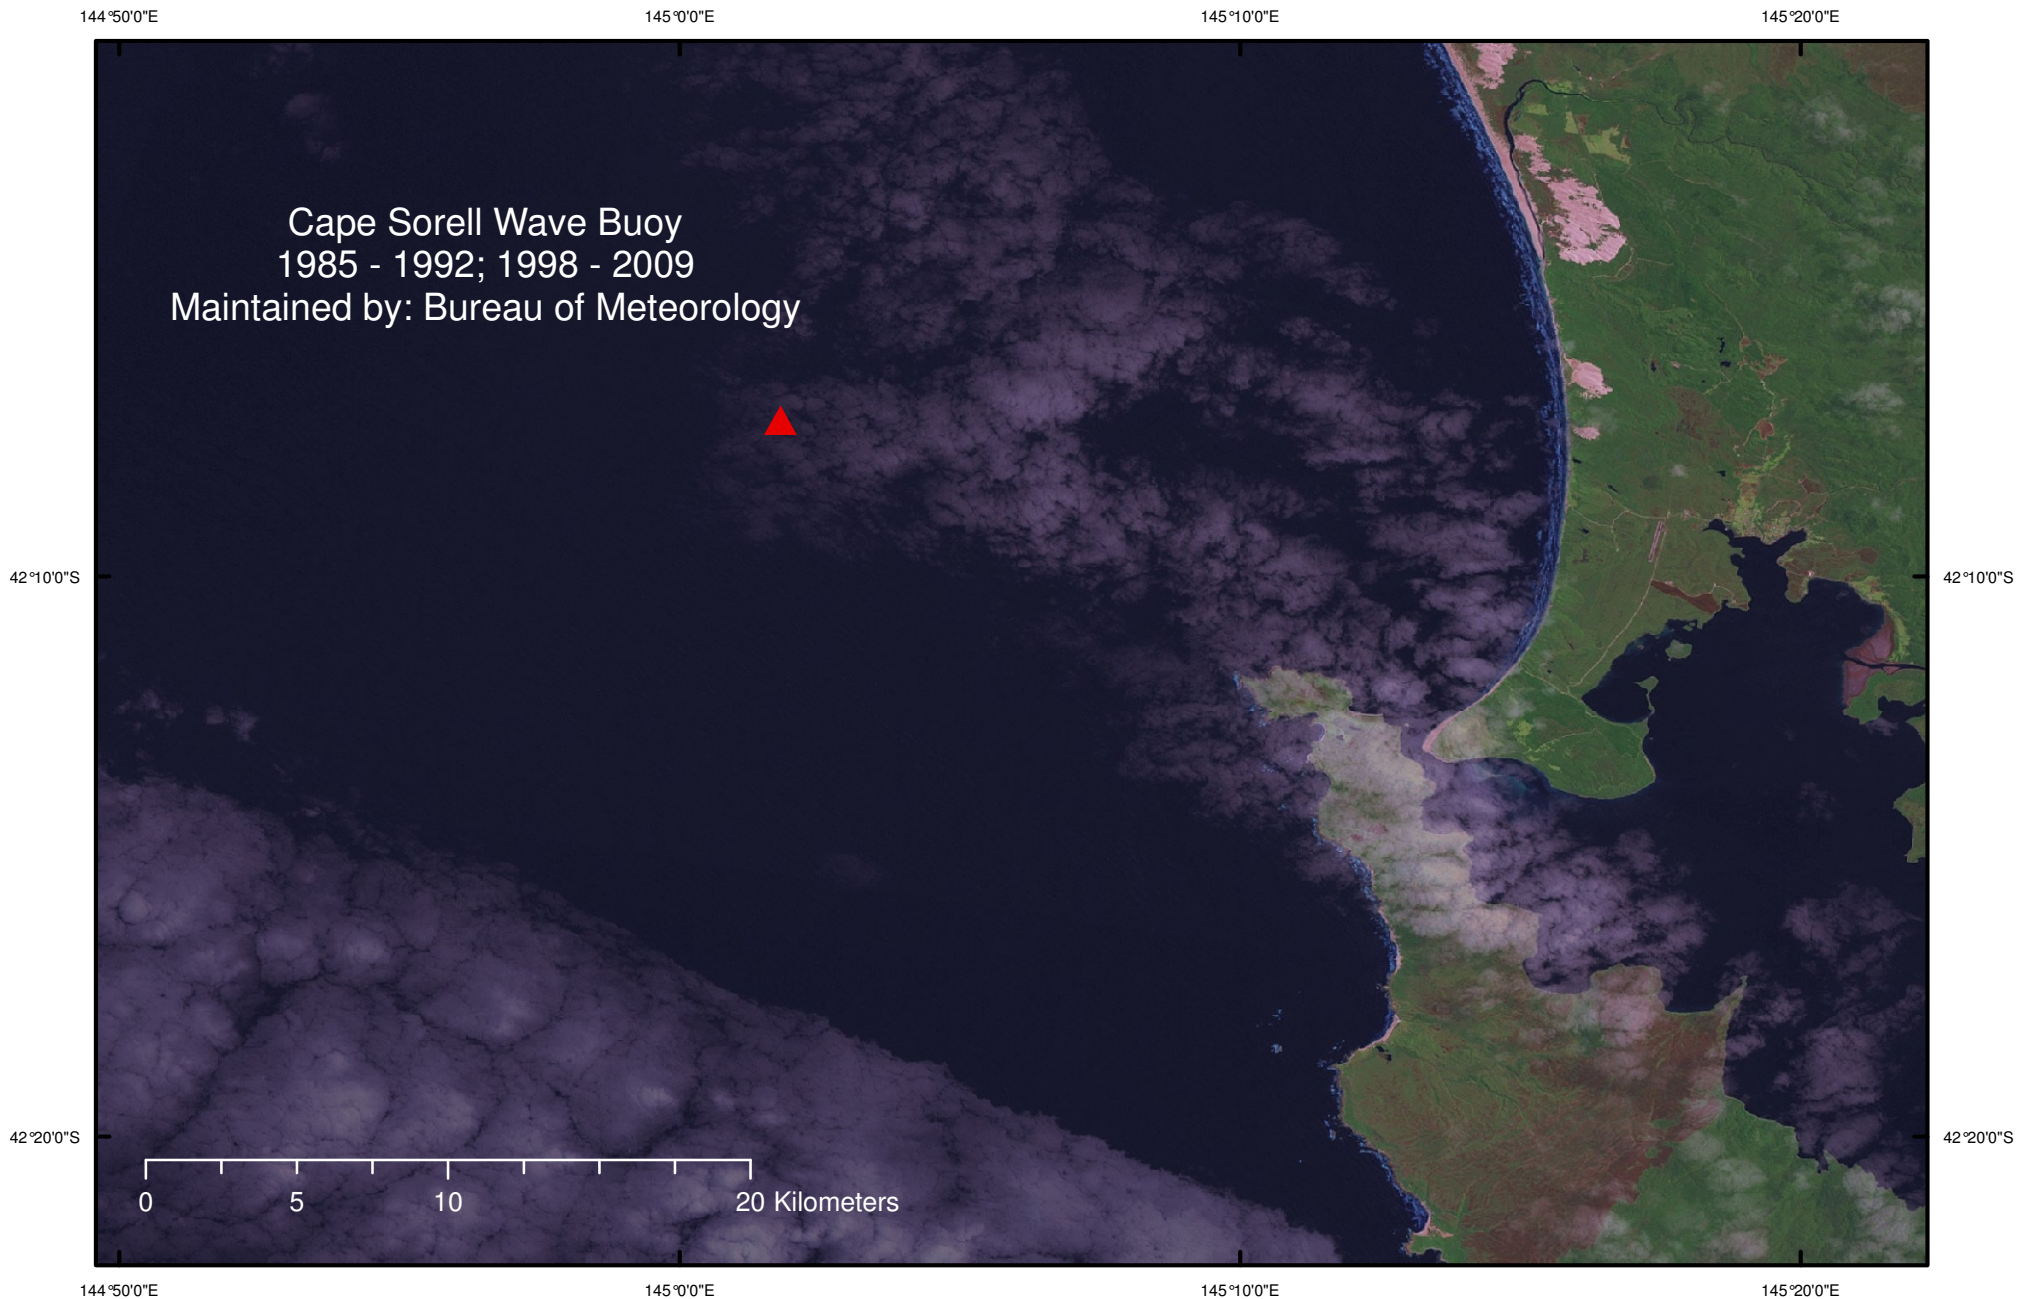 144°50'0"E 145°0'0"E 145°10'0"E 145°20'0"E
Cape Sorell Wave Buoy
1985 - 1992; 1998 - 2009
Maintained by: Bureau of Meteorology
42°10'0"S 42°10'0"S
42°20'0"S 42°20'0"S
0 5 10 20 Kilometers
144°50'0"E 145°0'0"E 145°10'0"E 145°20'0"E